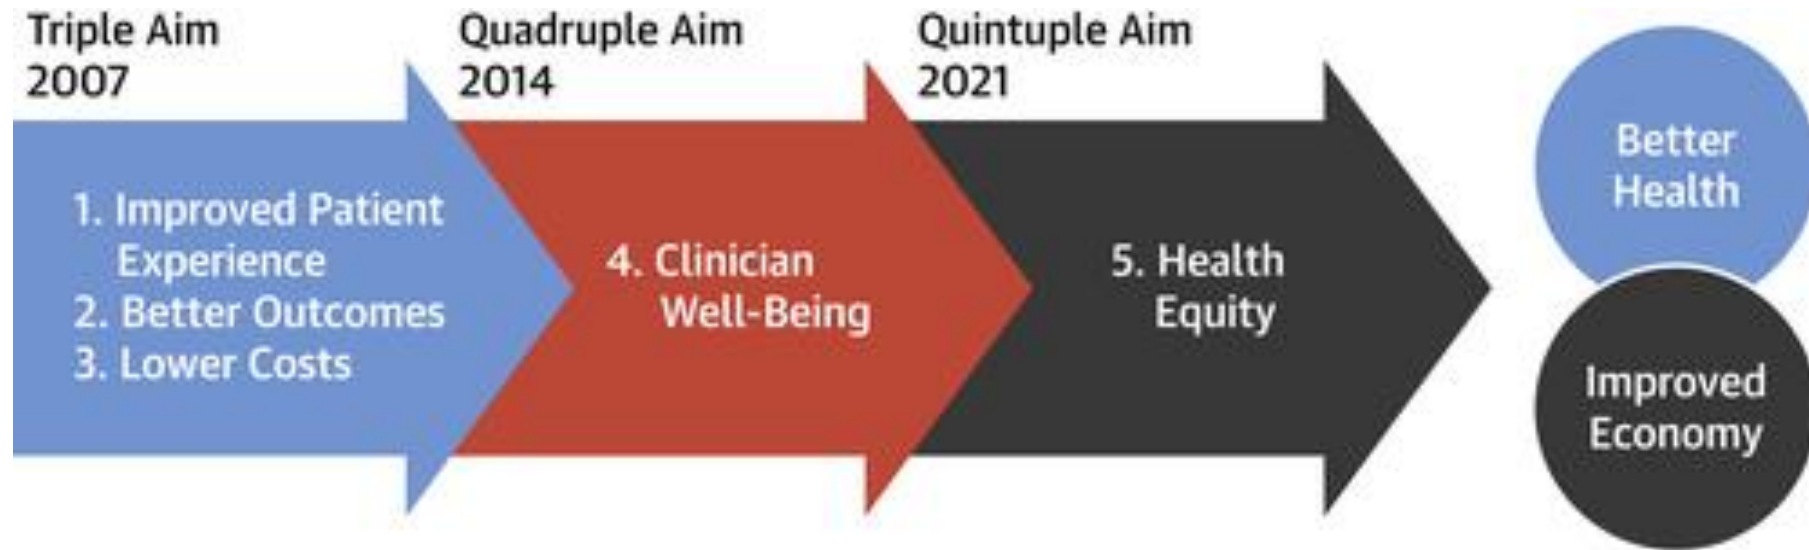 Triple Aim
2007
Quadruple Aim
2014
Quintuple Aim
2021
1. Improved Patient
Experience
2. Better Outcomes
3. Lower Costs
4. Clinician
Well-Being
5. Health
Equity
Better
Health
Improved
Economy